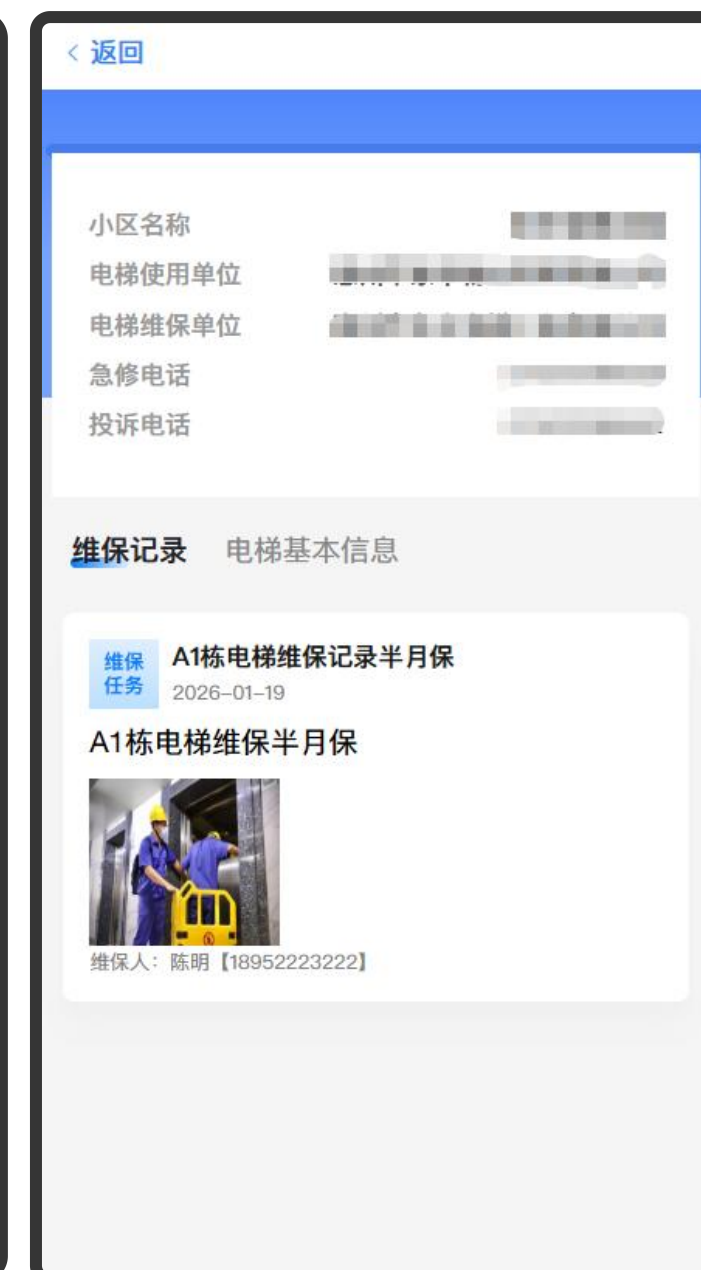 < 返回
小区名称
电梯使用单位
电梯维保单位
急修电话
投诉电话
维保记录 电梯基本信息
维保任务
A1栋电梯维保记录半月保
2026-01-19
A1栋电梯维保半月保
维保人：陈明【18952223222】